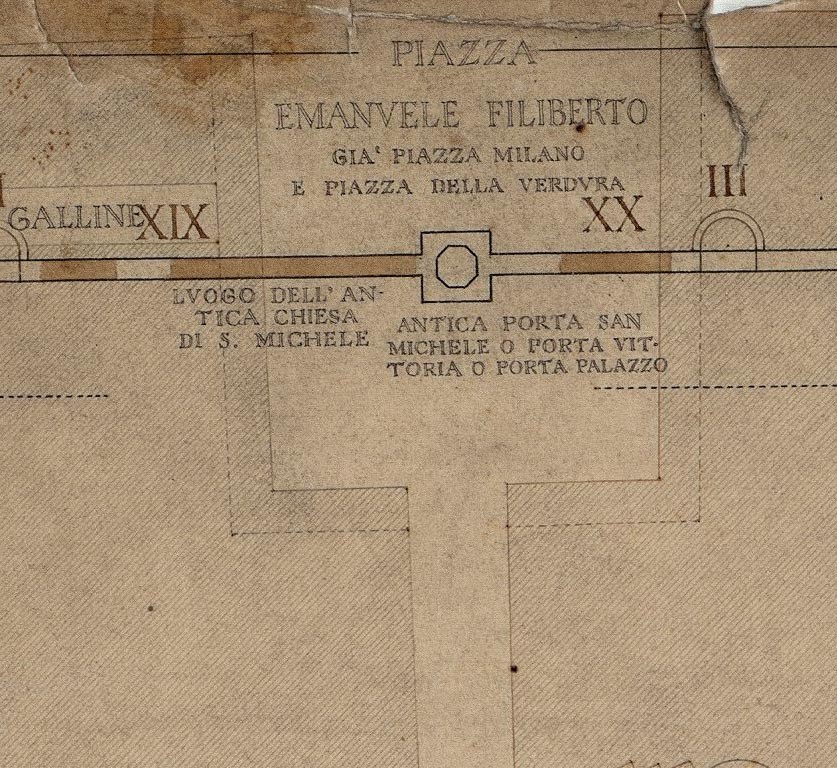 PIAZZA
EMANVELE FILIBERTO
GIA' PIAZZA MILANO
E PIAZZA DELLA VERDVRA
III
GALLINE XIX
XX
LVOGO DELL' AN-
TICA CHIESA
DI S. MICHELE
ANTICA PORTA SAN
MICHELE O PORTA VIT-
TORIA O PORTA PALAZZO